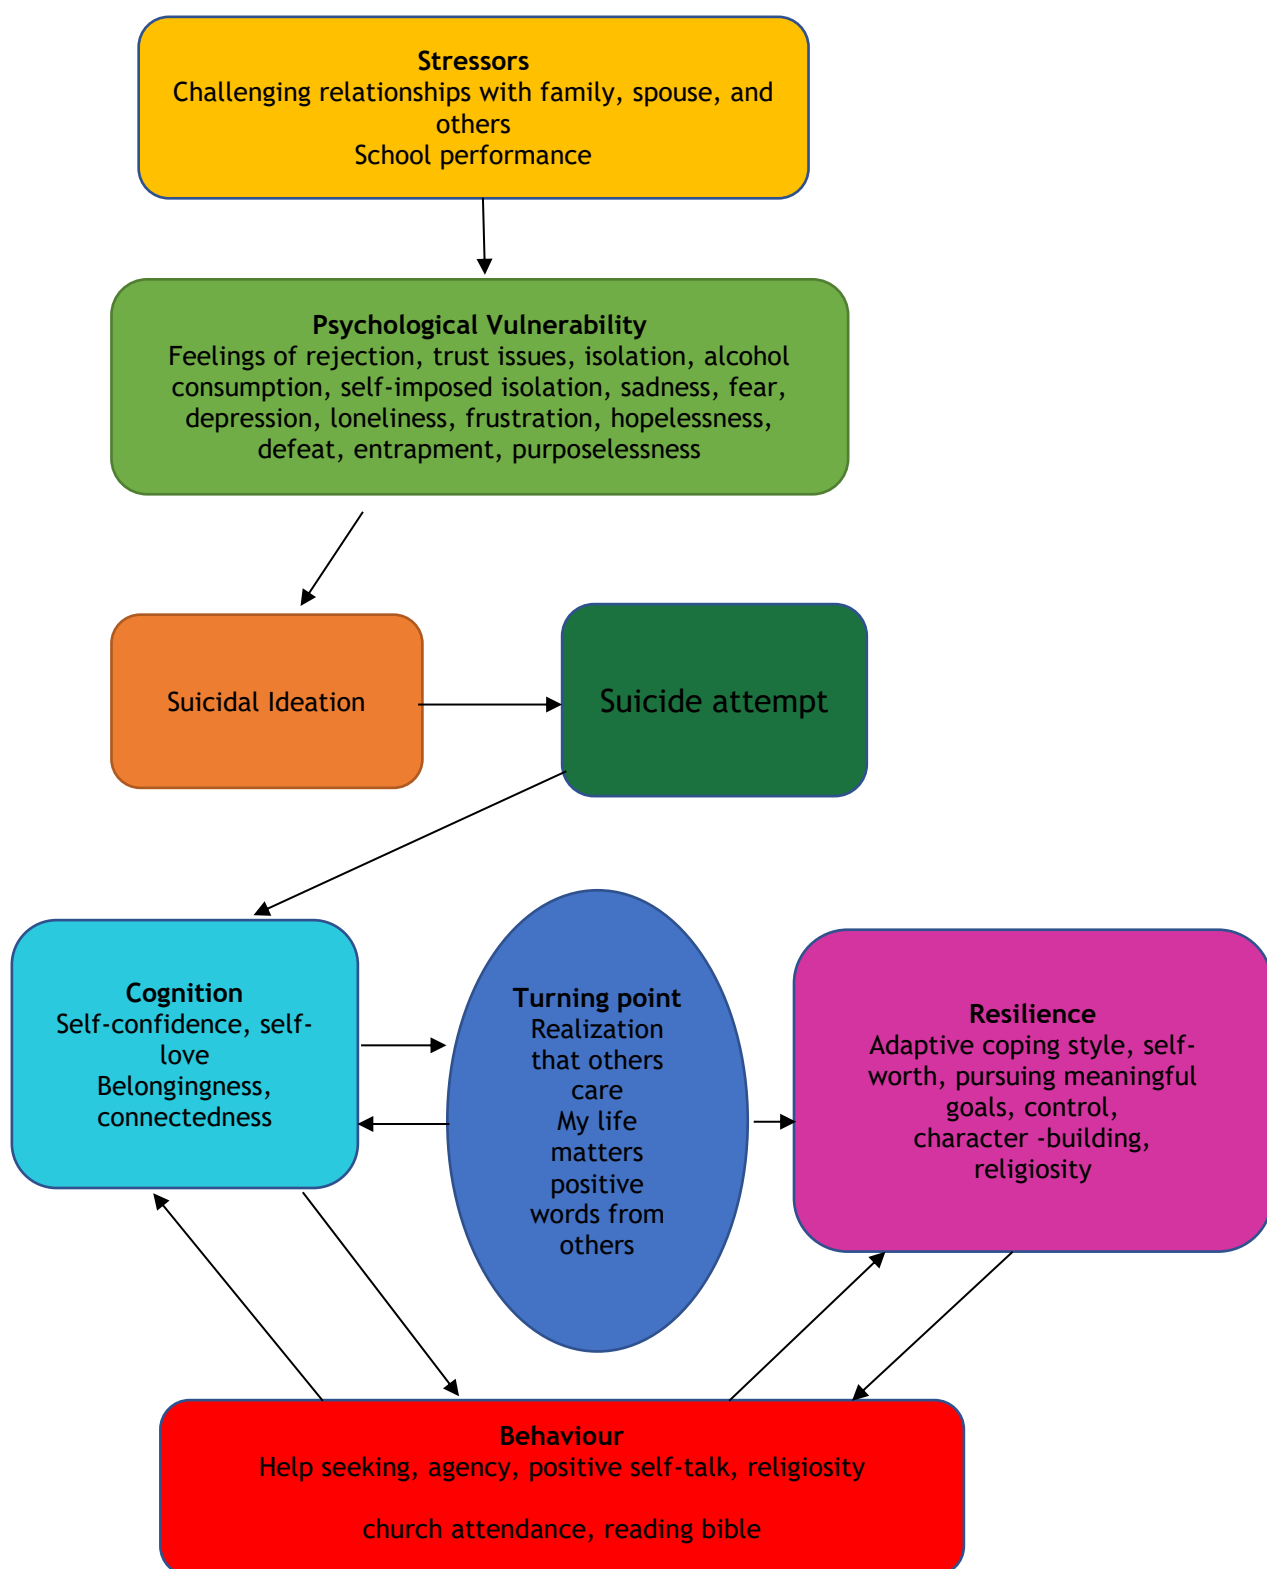 Stressors
Challenging relationships with family, spouse, and
others
School performance
Psychological Vulnerability
Feelings of rejection, trust issues, isolation, alcohol
consumption, self-imposed isolation, sadness, fear,
depression, loneliness, frustration, hopelessness,
defeat, entrapment, purposelessness
Suicidal Ideation
Suicide attempt
Cognition
Self-confidence, self-
love
Belongingness,
connectedness
Turning point
Realization
that others
care
My life
matters
positive
words from
others
Resilience
Adaptive coping style, self-
worth, pursuing meaningful
goals, control,
character -building,
religiosity
Behaviour
Help seeking, agency, positive self-talk, religiosity
church attendance, reading bible